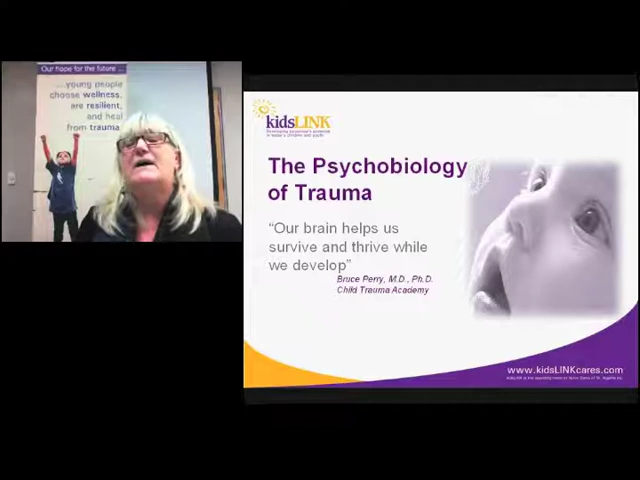 Our hope for the future ...
...young people
choose wellness,
are resilient,
and heal
from trauma.
kidsLINK
The Psychobiology
of Trauma
“Our brain helps us
survive and thrive while
we develop”
Bruce Perry, M.D., Ph.D.
Child Trauma Academy
www.kidsLINKcares.com